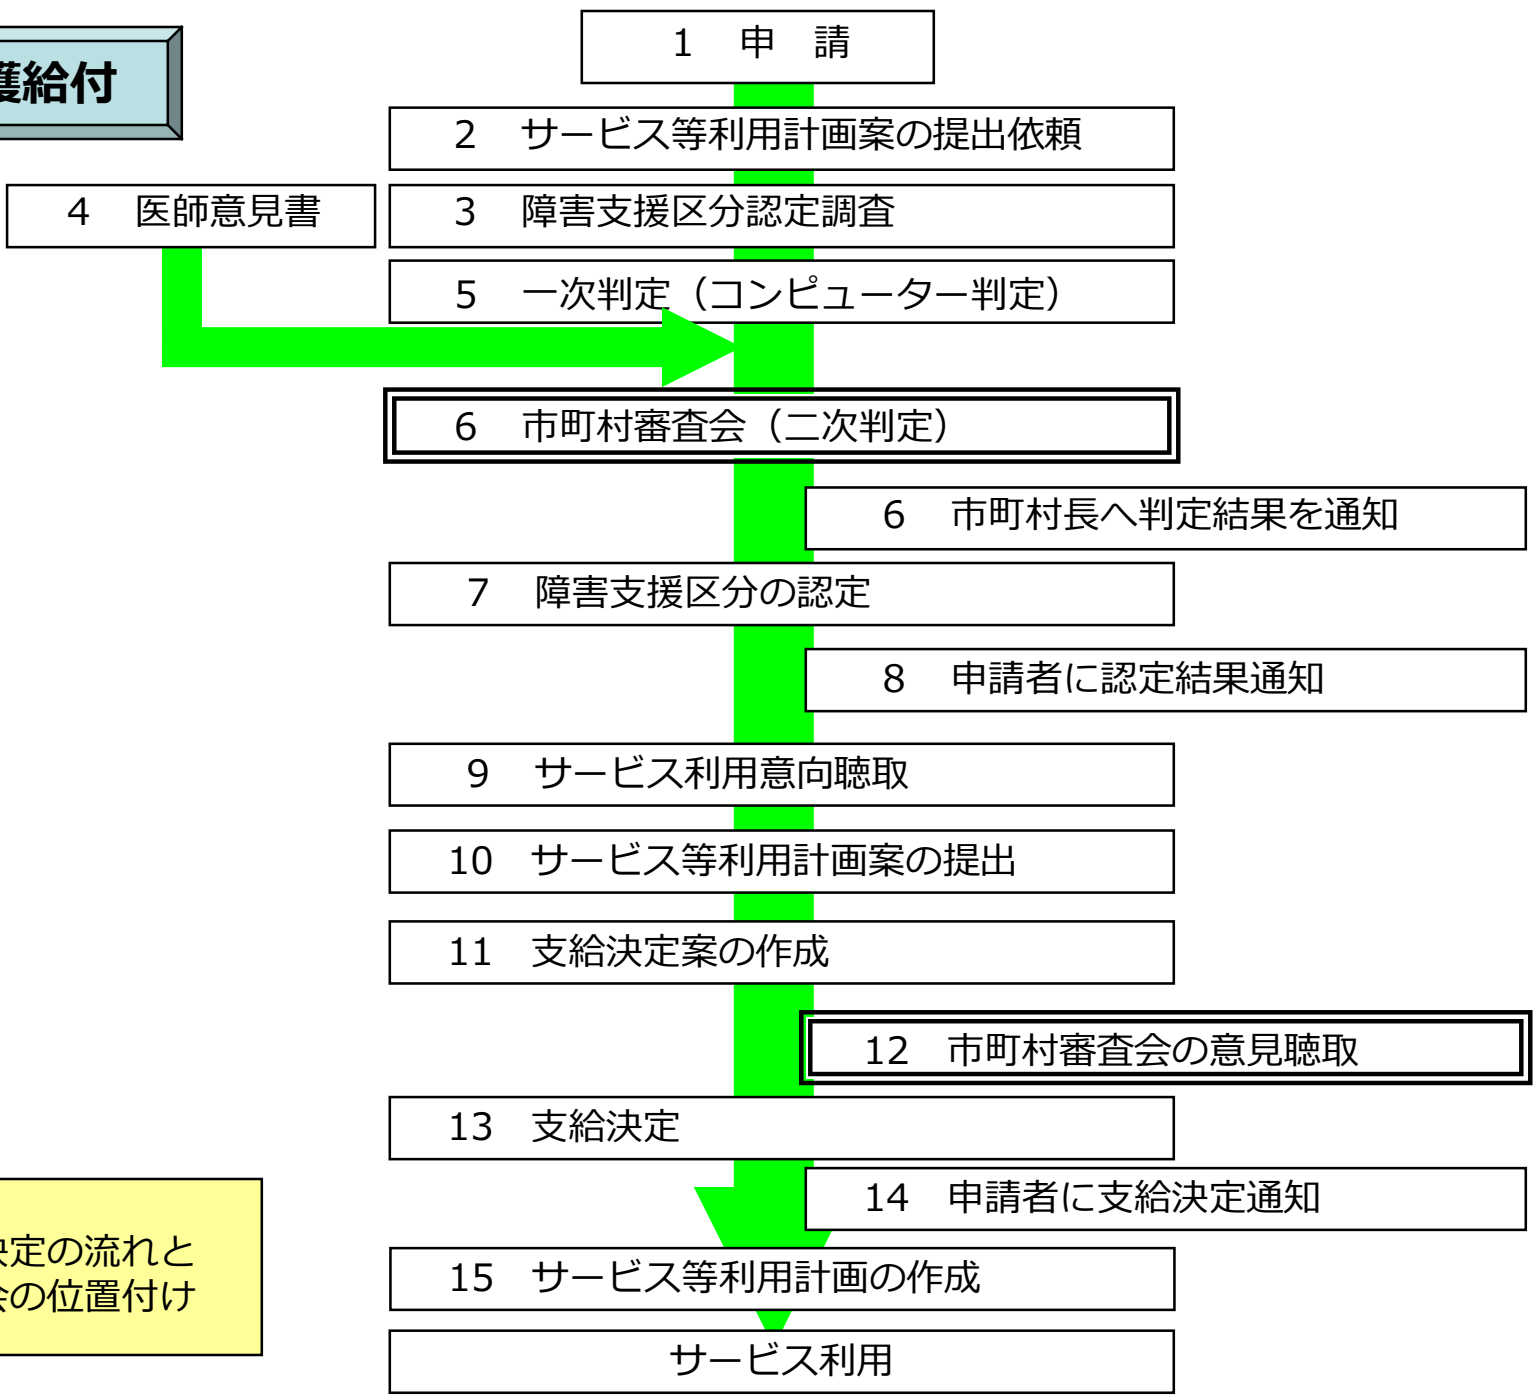 1 申 請
護給付
2 サービス等利用計画案の提出依頼
4 医師意見書
3 障害支援区分認定調査
5 一次判定（コンピューター判定）
6 市町村審査会（二次判定）
6 市町村長へ判定結果を通知
7 障害支援区分の認定
8 申請者に認定結果通知
9 サービス利用意向聴取
10 サービス等利用計画案の提出
11 支給決定案の作成
12 市町村審査会の意見聴取
13 支給決定
14 申請者に支給決定通知
決定の流れと
会の位置付け
15 サービス等利用計画の作成
サービス利用